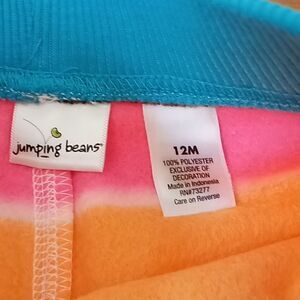 jumping beans®
12M
100% POLYESTER
EXCLUSIVE OF
DECORATION
Made in Indonesia
RN#73277
Care on Reverse